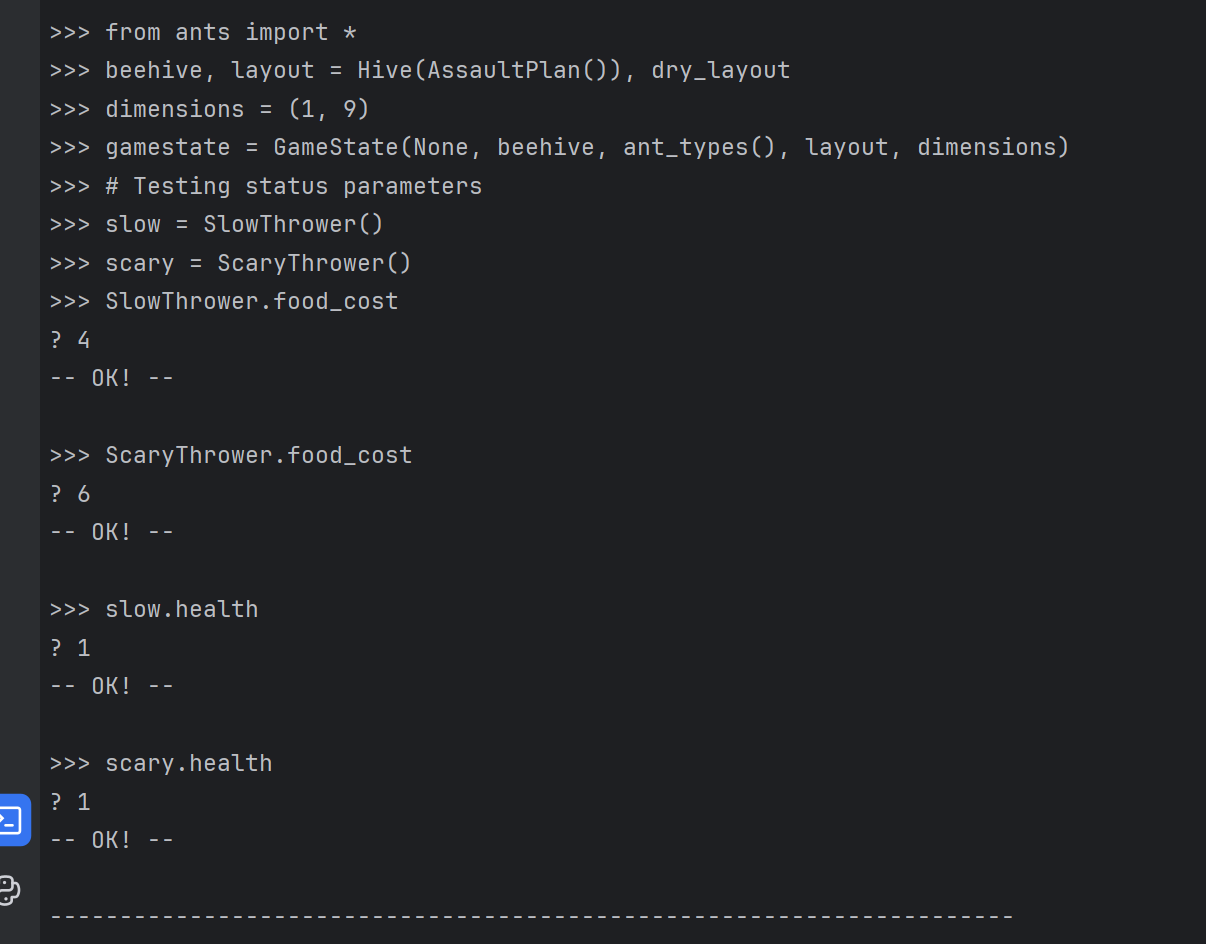 >>> from ants import *
>>> beehive, layout = Hive(AssaultPlan()), dry_layout
>>> dimensions = (1, 9)
>>> gamestate = GameState(None, beehive, ant_types(), layout, dimensions)
>>> # Testing status parameters
>>> slow = SlowThrower()
>>> scary = ScaryThrower()
>>> SlowThrower.food_cost
? 4
-- OK! --
>>> ScaryThrower.food_cost
? 6
-- OK! --
>>> slow.health
? 1
-- OK! --
>>> scary.health
? 1
-- OK! --
---------------------------------------------------------------------